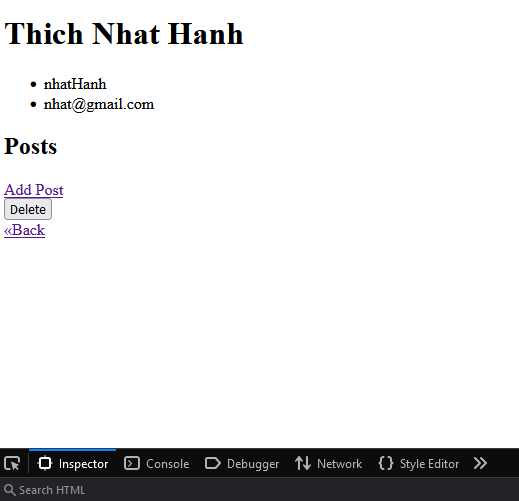 Thich Nhat Hanh
nhatHanh
nhat@gmail.com
Posts
Add Post
Delete
«Back
Inspector Console Debugger Network Style Editor
Search HTML